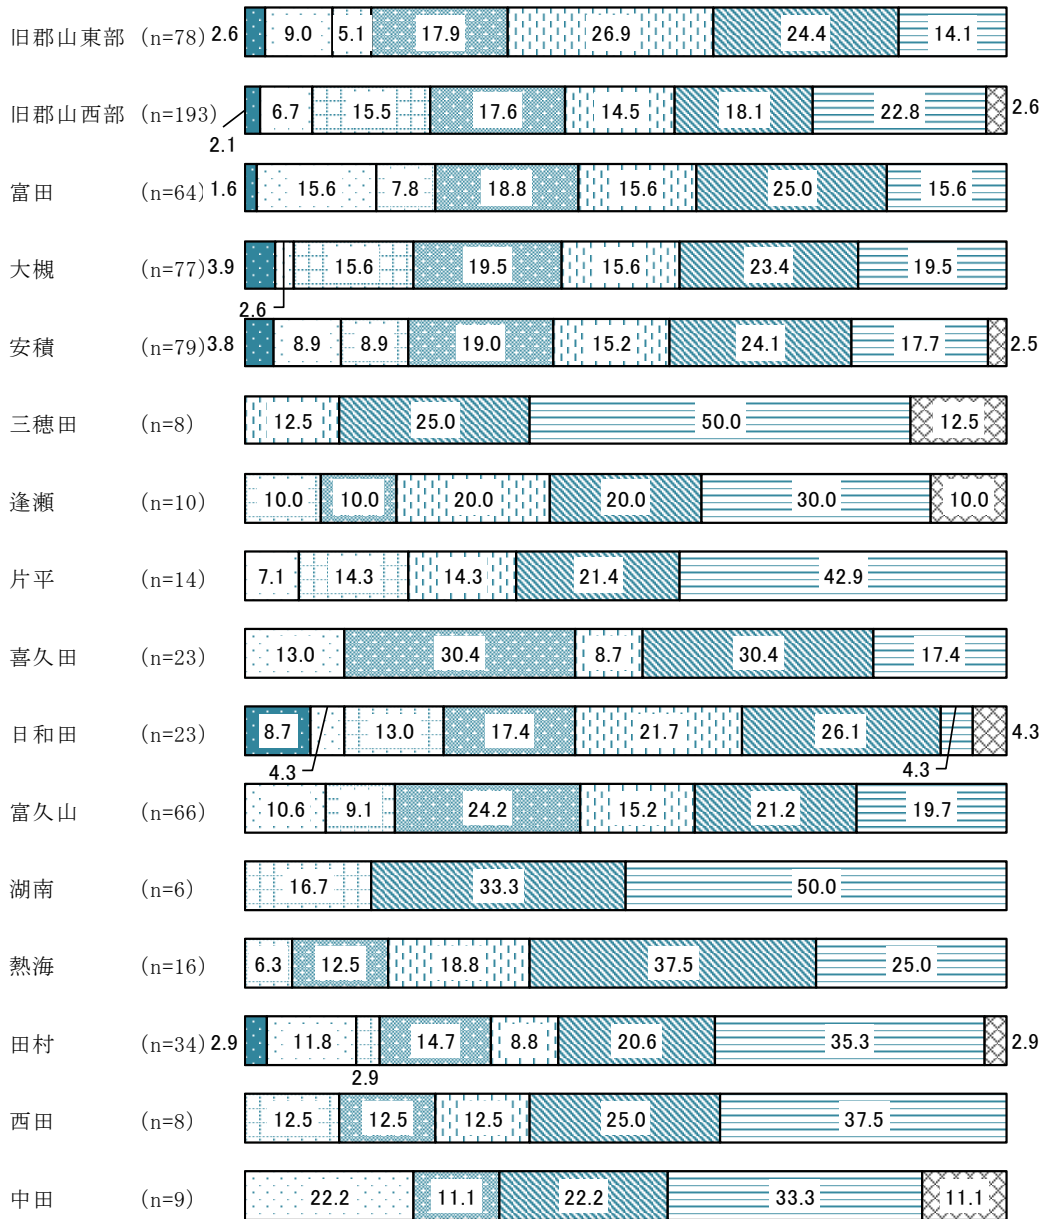 旧郡山東部 (n=78) 2.6 9.0 5.1 17.9 26.9 24.4 14.1
旧郡山西部 (n=193) 2.1 6.7 15.5 17.6 14.5 18.1 22.8 2.6
富田 (n=64) 1.6 15.6 7.8 18.8 15.6 25.0 15.6
大槻 (n=77) 3.9 2.6 15.6 19.5 15.6 23.4 19.5
安積 (n=79) 3.8 8.9 8.9 19.0 15.2 24.1 17.7 2.5
三穂田 (n=8) 12.5 25.0 50.0 12.5
逢瀬 (n=10) 10.0 10.0 20.0 20.0 30.0 10.0
片平 (n=14) 7.1 14.3 14.3 21.4 42.9
喜久田 (n=23) 13.0 30.4 8.7 30.4 17.4
日和田 (n=23) 8.7 4.3 13.0 17.4 21.7 26.1 4.3 4.3
富久山 (n=66) 10.6 9.1 24.2 15.2 21.2 19.7
湖南 (n=6) 16.7 33.3 50.0
熱海 (n=16) 6.3 12.5 18.8 37.5 25.0
田村 (n=34) 2.9 11.8 2.9 14.7 8.8 20.6 35.3 2.9
西田 (n=8) 12.5 12.5 12.5 25.0 37.5
中田 (n=9) 22.2 11.1 22.2 33.3 11.1